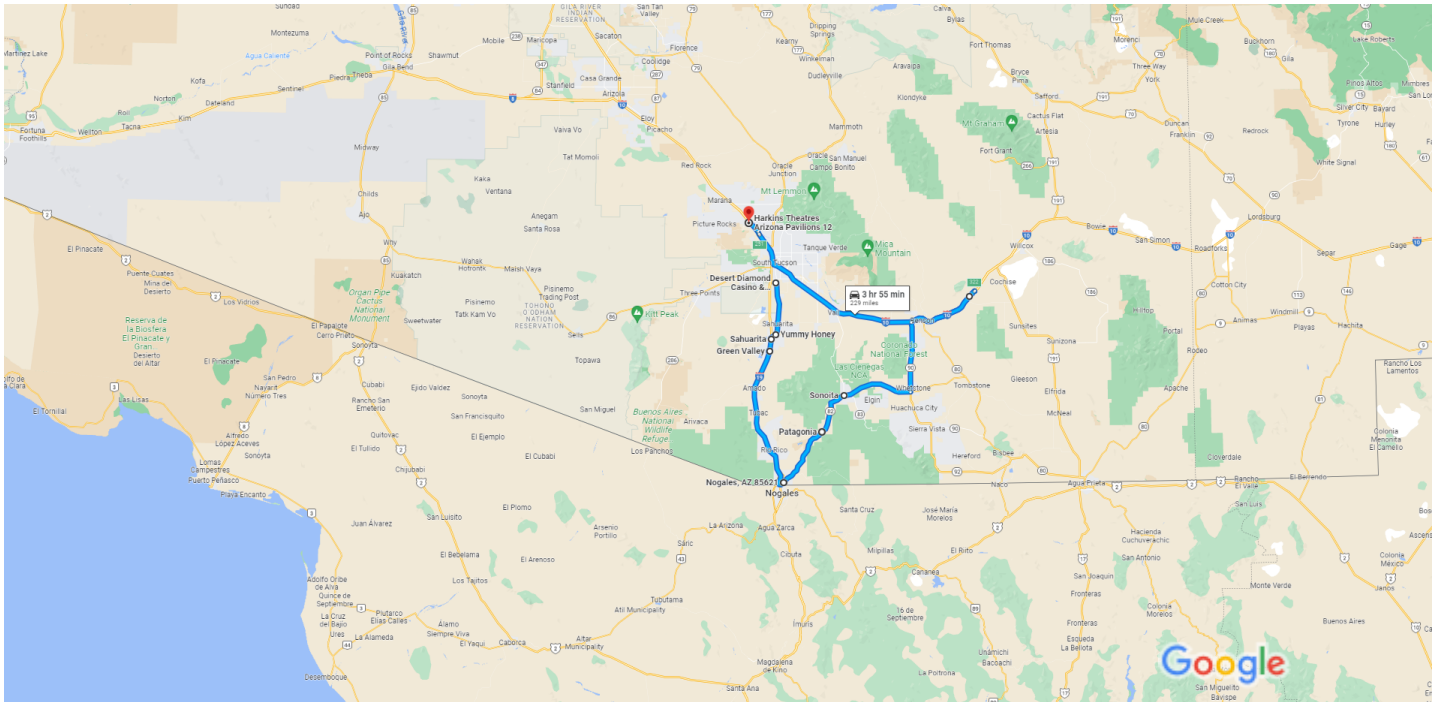 Sundad
GILA RIVER
INDIAN
RESERVATION
San Tan
Valley
Calva
Bylas
Mule Creek
Montezuma
Dripping
Springs
Buckhorn
Lake Roberts
Martinez Lake
Agua Caliente
Point of Rocks
Shawmut
Mobile
Maricopa
Sacaton
Florence
Kearny
Winkelman
Fort Thomas
Morenci
Three Way
Gila
Gila Bend
Theba
Piedra
Sentinel
Coolidge
Casa Grande
Stanfield
Arizola
Dudleyville
Aravaipa
Bryce
Pima
York
Pinos Altos
Mimbres
Kofa
Norton
Dateland
Roll
Tacna
Kim
Wellton
Fortuna
Foothills
Eloy
Picacho
Klondyke
Safford
Cactus Flat
Artesia
Mt Graham
Duncan
Franklin
Redrock
Silver City
Bayard
Tyrone
Hurley
Midway
Vaiva Vo
Tat Momoli
Mammoth
Fort Grant
White Signal
Red Rock
Oracle
Junction
Oracle
San Manuel
Campo Bonito
Kaka
Ventana
Childs
Ajo
Marana
Mt Lemmon
Picture Rocks
Harkins Theatres
Arizona Pavilions 12
Lordsburg
Anegam
Santa Rosa
Why
El Pinacate
Tanque Verde
Mica
Mountain
Willcox
Bowie
San Simon
Roadforks
Separ
Gage
Wahak
Hotrontk
Maish Vaya
South Tucson
Kuakatch
Puente Cuates
Mina del
Desierto
Desert Diamond
Casino &...
Cochise
Cotton City
Organ Pipe
Cactus
National
Monument
Pisinemo
Trading Post
Pisinemo
Tatk Kam Vo
Three Points
3 hr 55 min
229 miles
Los Vidrios
TOHONO
O'ODHAM
NATION
RESERVATION
Kitt Peak
Hilltop
Windmill
Animas
Playas
Hachita
Reserva de
la Biosfera
El Pinacate y
Gran...
Sweetwater
El Papalote
Cerro Prieto
Sonoyta
Sells
Topawa
Sahuarita
Yummy Honey
Sahuarita
Green Valley
Sunsites
Sunizona
Portal
Rodeo
Coronado
National Forest
Desierto
del Altar
El Pinacate
Las Cienegas
NCA
Rancho Los
Lamentos
San Pedro
Nayarit
Número Tres
Cubabi
Ejido Valdez
Amado
Whetstone
Tombstone
Gleeson
Elfrida
Apache
Sonoita
Elgin
Huachuca City
McNeal
El Tornillal
Las Lisas
Rancho San
Emeterio
Sonoyta
San Francisquito
San Miguel
Buenos Aires
National
Wildlife
Refuge
Arivaca
Tubac
Patagonia
Sierra Vista
Alfredo
López Aceves
Sonoyta
Quitovac
El Tulido
El Ejemplo
El Cubabi
Los Panchos
Rio Rico
Hereford
Bisbee
Colonia
Menonita
El Camello
Cloverdale
Lomas
Campestres
Puerto Peñasco
Playa Encanto
Chijubabi
Nogales, AZ 85621
Nogales
Naco
Agua Prieta
Rancho
El Valle
El Berrendo
El Plomo
Santa Cruz
José María
Morelos
San Luis
Juan Álvarez
San Luisito
Arsenio
Portillo
La Arizona
Agua Zarca
Hacienda
Cuchuverachic
El Bebelama
El Arenoso
Sáric
Cibuta
Milpillas
El Riito
San Antonio
Colonia
México
Adolfo Oribe
de Alva
Quince de
Septiembre
Los Tajitos
Cananea
San Joaquin
Monte Verde
Janos
La Cruz
del Bajío
Ures
Plutarco
Elías Calles
La Alameda
Tubutama
Atil Municipality
16 de
Septiembre
Fronteras
Colonia
Morelos
Álamo
Siempre Viva
El Yaqui
Caborca
Altar
Municipality
Ímuris
Fronteras
Esqueda
La Bellota
Buenos Aires
Desemboque
Magdalena
de Kino
Unámichi
Bacoachi
La Poltrona
Santa Ana
San Miguelito
Bavispe
Google